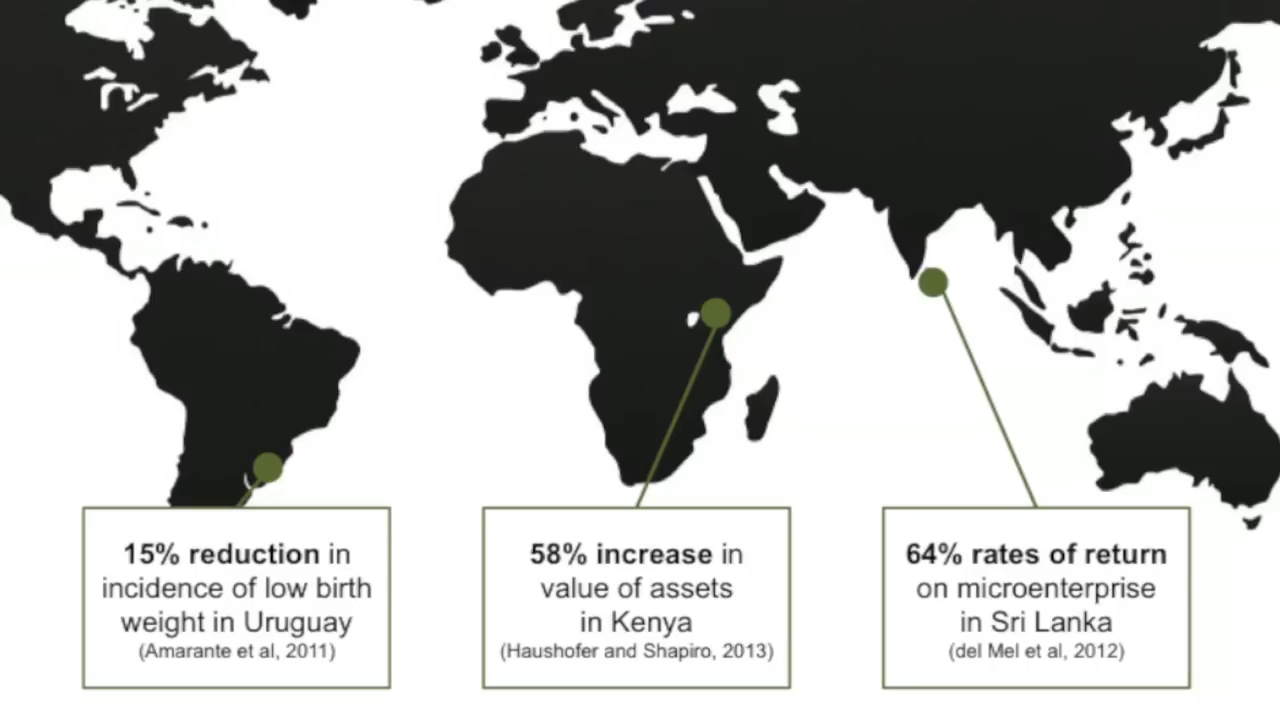 15% reduction in
incidence of low birth
weight in Uruguay
(Amarante et al, 2011)
58% increase in
value of assets
in Kenya
(Haushofer and Shapiro, 2013)
64% rates of return
on microenterprise
in Sri Lanka
(del Mel et al, 2012)